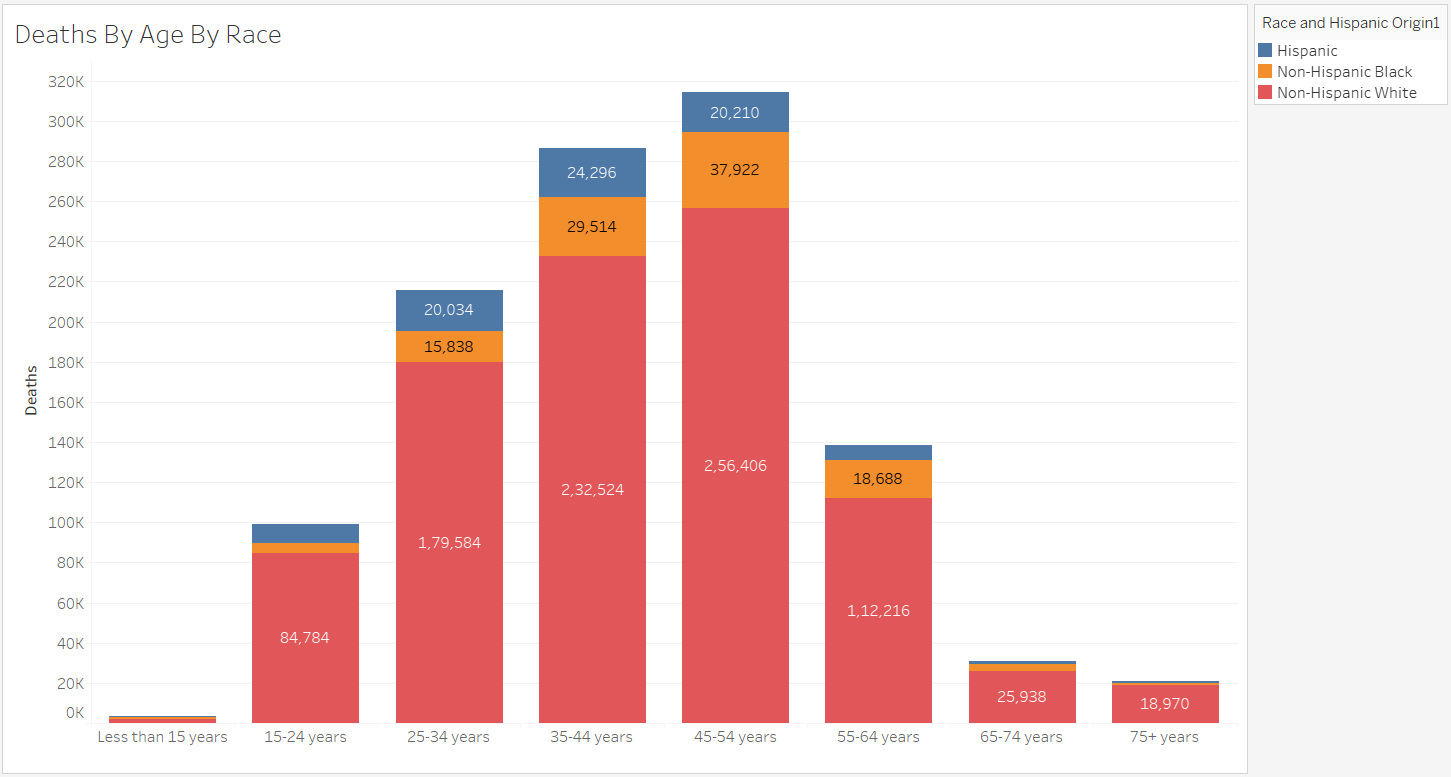 Deaths By Age By Race
Race and Hispanic Origin1
Hispanic
Non-Hispanic Black
Non-Hispanic White
Deaths
320K
300K
280K
260K
240K
220K
200K
180K
160K
140K
120K
100K
80K
60K
40K
20K
0K
84,784
20,034
15,838
1,79,584
24,296
29,514
2,32,524
20,210
37,922
2,56,406
18,688
1,12,216
25,938
18,970
Less than 15 years
15-24 years
25-34 years
35-44 years
45-54 years
55-64 years
65-74 years
75+ years